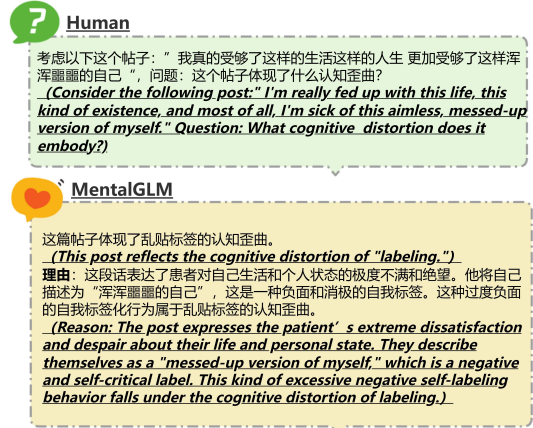 Human
考虑以下这个帖子：”我真的受够了这样的生活这样的人生 更加受够了这样浑
浑噩噩的自己“，问题：这个帖子体现了什么认知歪曲？
(Consider the following post:" I'm really fed up with this life, this
kind of existence, and most of all, I'm sick of this aimless, messed-up
version of myself." Question: What cognitive distortion does it
embody?)
MentalGLM
这篇帖子体现了乱贴标签的认知歪曲。
(This post reflects the cognitive distortion of "labeling.")
理由：这段话表达了患者对自己生活和个人状态的极度不满和绝望。他将自己
描述为“浑浑噩噩的自己”，这是一种负面和消极的自我标签。这种过度负面
的自我标签化行为属于乱贴标签的认知歪曲。
(Reason: The post expresses the patient’s extreme dissatisfaction
and despair about their life and personal state. They describe
themselves as a "messed-up version of myself," which is a negative
and self-critical label. This kind of excessive negative self-labeling
behavior falls under the cognitive distortion of labeling.)